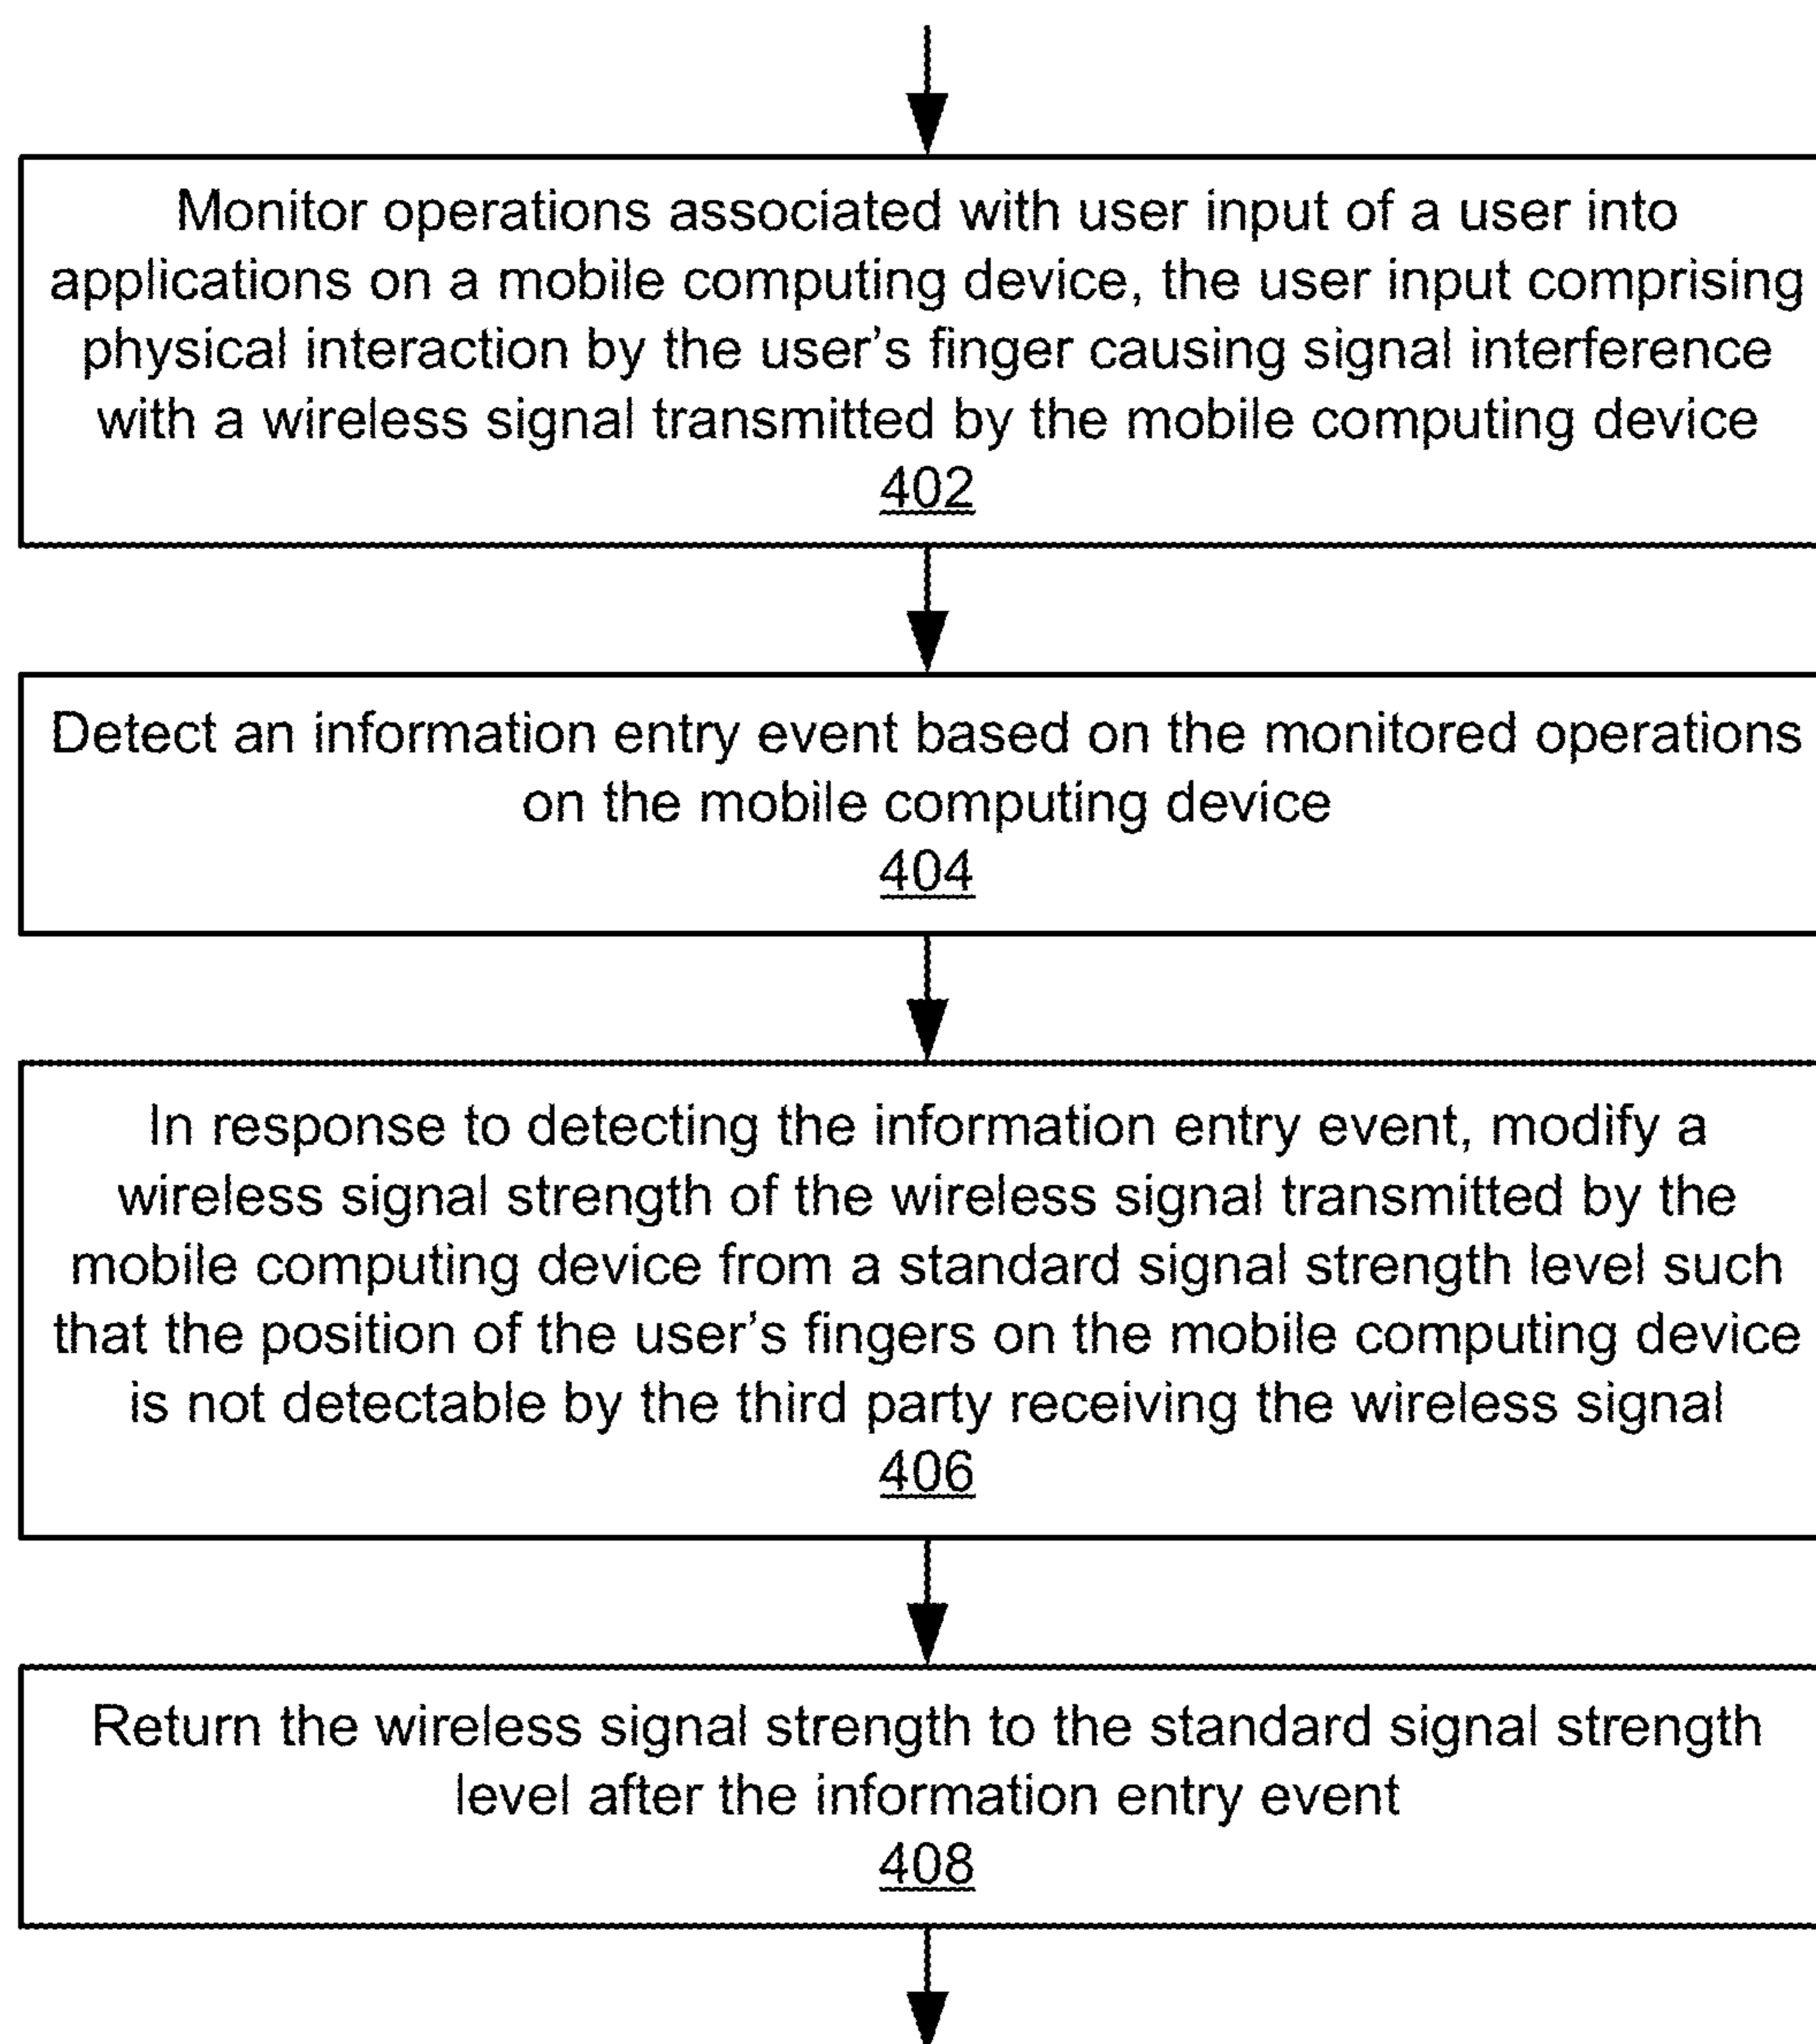 Monitor operations associated with user input of a user into
applications on a mobile computing device, the user input comprising
physical interaction by the user's finger causing signal interference
with a wireless signal transmitted by the mobile computing device
402
Detect an information entry event based on the monitored operations
on the mobile computing device
404
In response to detecting the information entry event, modify a
wireless signal strength of the wireless signal transmitted by the
mobile computing device from a standard signal strength level such
that the position of the user's fingers on the mobile computing device
is not detectable by the third party receiving the wireless signal
406
Return the wireless signal strength to the standard signal strength
level after the information entry event
408